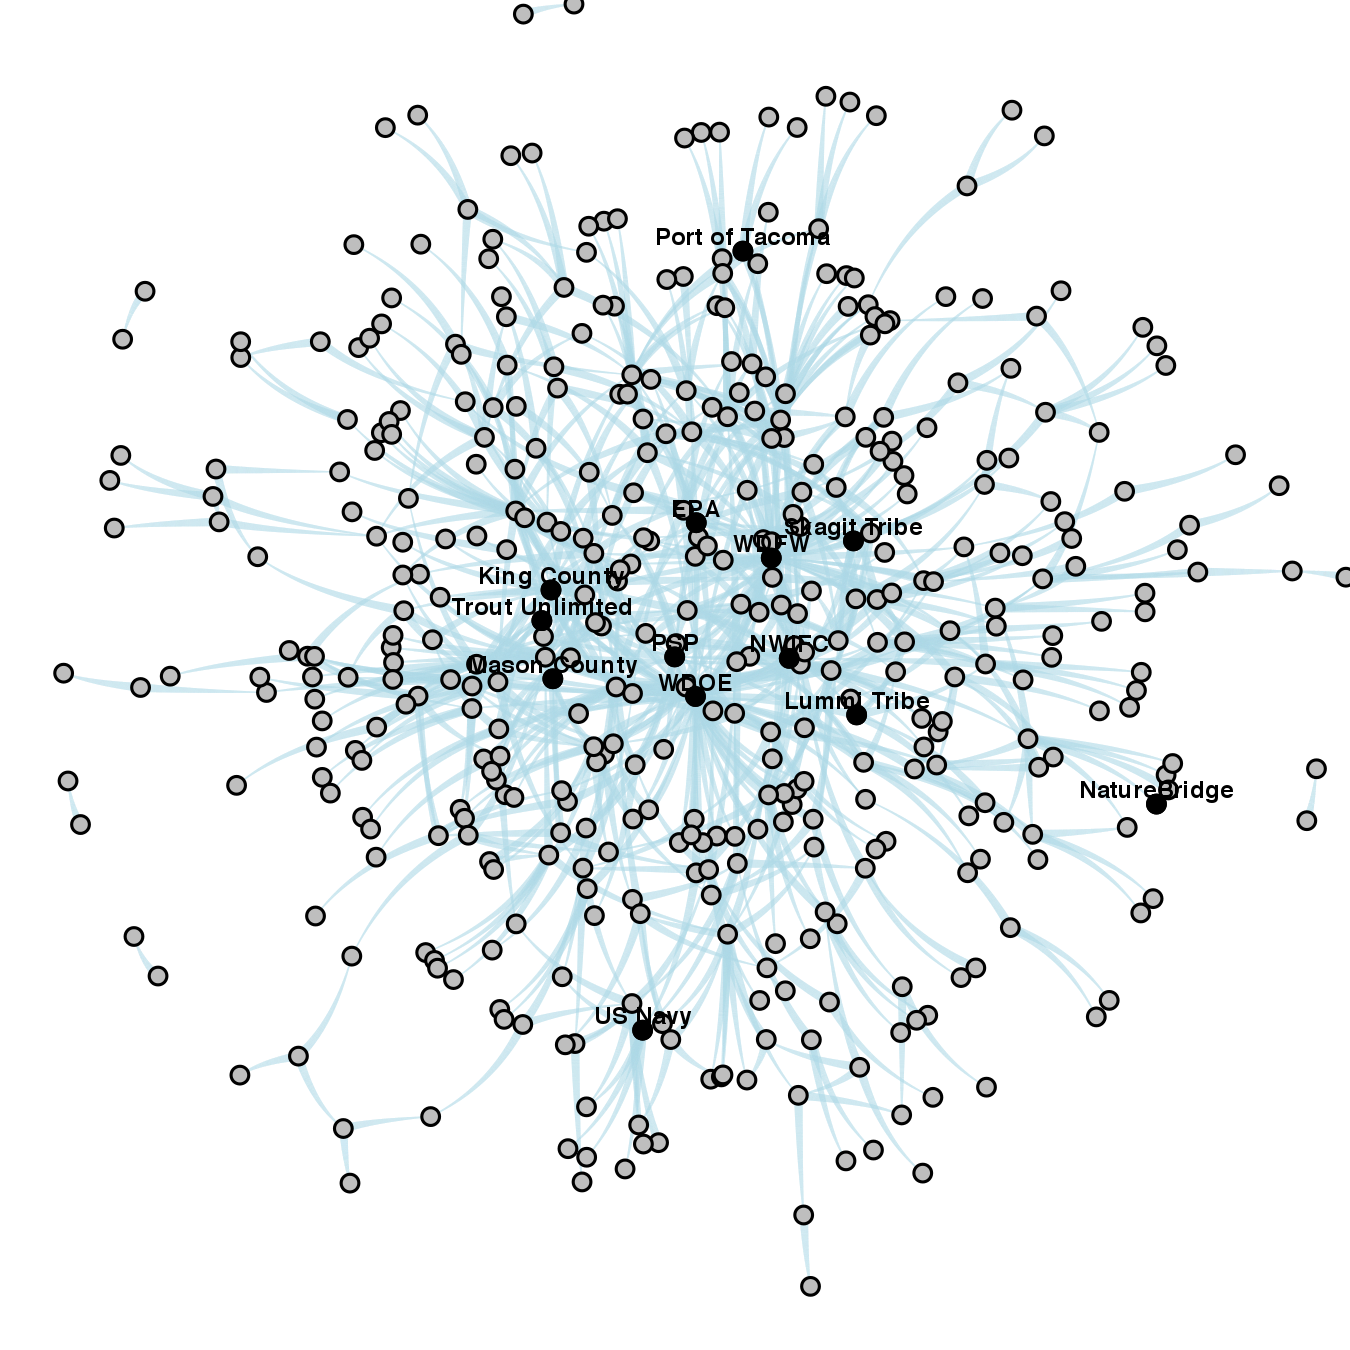 Port of Tacoma
EPA
Skagit Tribe
WDFW
King County
Trout Unlimited
PSP
NWIFC
Mason County
WDOE
Lummi Tribe
NatureBridge
US Navy